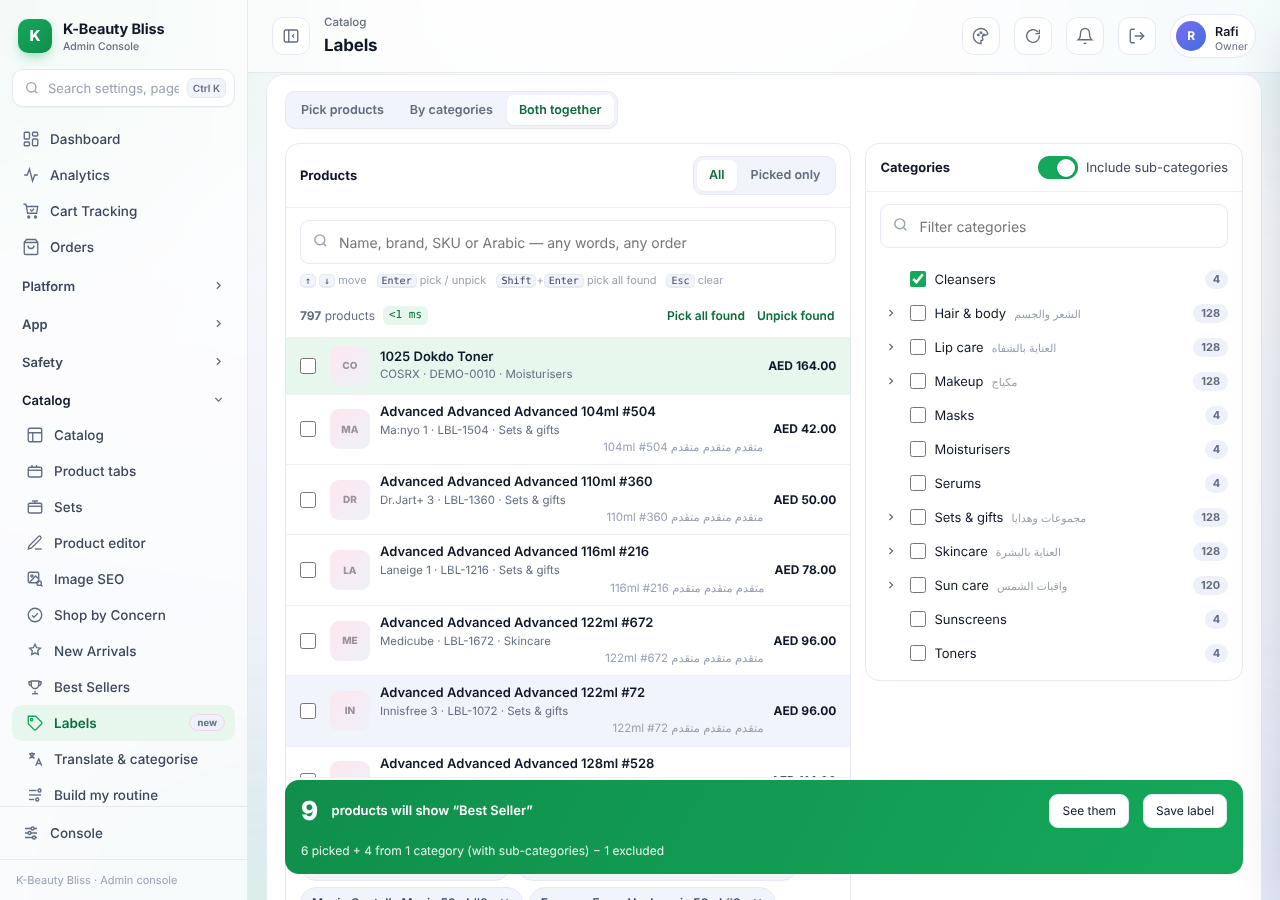 K
K-Beauty Bliss
Admin Console
Search settings, page
Ctrl K
Dashboard
Analytics
Cart Tracking
Orders
Platform
App
Safety
Catalog
Catalog
Product tabs
Sets
Product editor
Image SEO
Shop by Concern
New Arrivals
Best Sellers
Labels new
Translate & categorise
Build my routine
Console
K-Beauty Bliss · Admin console
Catalog
Labels
R
Rafi
Owner
Pick products By categories Both together
Products
All Picked only
Name, brand, SKU or Arabic — any words, any order
↑ ↓ move Enter pick / unpick Shift+Enter pick all found Esc clear
797 products <1 ms Pick all found Unpick found
CO
1025 Dokdo Toner
COSRX · DEMO-0010 · Moisturisers
AED 164.00
MA
Advanced Advanced Advanced 104ml #504
Ma:nyo 1 · LBL-1504 · Sets & gifts
متقدم متقدم متقدم 104ml #504
AED 42.00
DR
Advanced Advanced Advanced 110ml #360
Dr.Jart+ 3 · LBL-1360 · Sets & gifts
متقدم متقدم متقدم 110ml #360
AED 50.00
LA
Advanced Advanced Advanced 116ml #216
Laneige 1 · LBL-1216 · Sets & gifts
متقدم متقدم متقدم 116ml #216
AED 78.00
ME
Advanced Advanced Advanced 122ml #672
Medicube · LBL-1672 · Skincare
متقدم متقدم متقدم 122ml #672
AED 96.00
IN
Advanced Advanced Advanced 122ml #72
Innisfree 3 · LBL-1072 · Sets & gifts
متقدم متقدم متقدم 122ml #72
AED 96.00
Advanced Advanced Advanced 128ml #528
Categories
Include sub-categories
Filter categories
Cleansers 4
Hair & body الشعر والجسم 128
Lip care العناية بالشفاه 128
Makeup مكياج 128
Masks 4
Moisturisers 4
Serums 4
Sets & gifts مجموعات وهدايا 128
Skincare العناية بالبشرة 128
Sun care واقيات الشمس 120
Sunscreens 4
Toners 4
9 products will show “Best Seller”
See them
Save label
6 picked + 4 from 1 category (with sub-categories) − 1 excluded